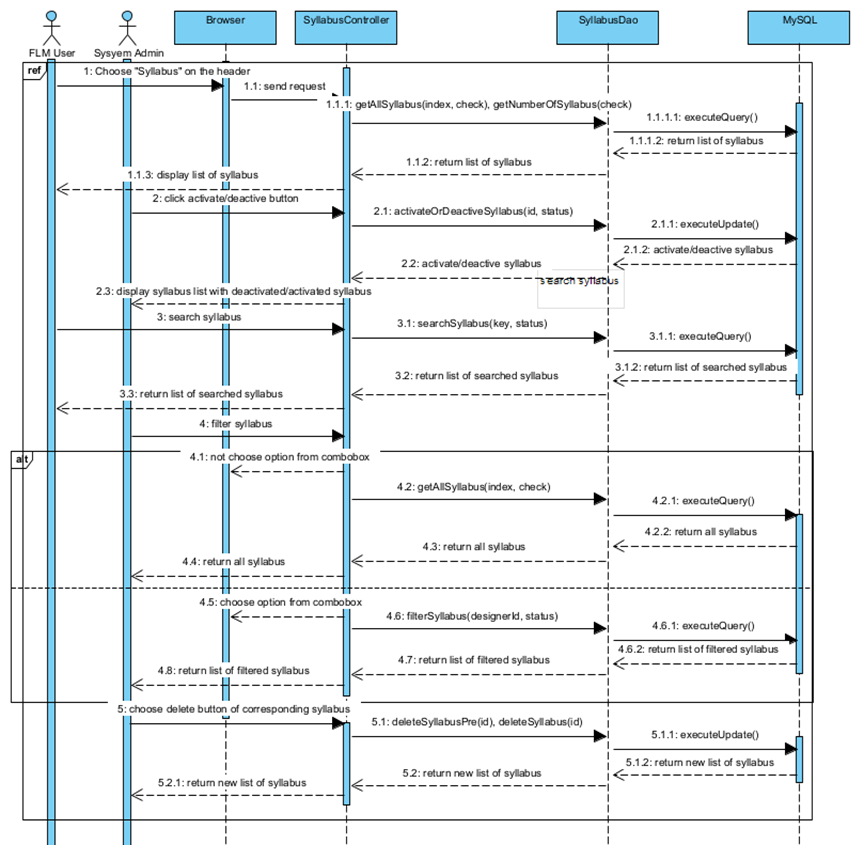 Browser
SyllabusController
SyllabusDao
MySQL
FLM User
Sysyem Admin
ref
1: Choose "Syllabus" on the header
1.1: send request
1.1.1: getAllSyllabus(index, check), getNumberOfSyllabus(check)
1.1.1.1: executeQuery()
1.1.1.2: return list of syllabus
1.1.2: return list of syllabus
1.1.3: display list of syllabus
2: click activate/deactive button
2.1: activateOrDeactiveSyllabus(id, status)
2.1.1: executeUpdate()
2.1.2: activate/deactive syllabus
2.2: activate/deactive syllabus
search syllabus
2.3: display syllabus list with deactivated/activated syllabus
3: search syllabus
3.1: searchSyllabus(key, status)
3.1.1: executeQuery()
3.1.2: return list of searched syllabus
3.2: return list of searched syllabus
3.3: return list of searched syllabus
4: filter syllabus
alt
4.1: not choose option from combobox
4.2: getAllSyllabus(index, check)
4.2.1: executeQuery()
4.2.2: return all syllabus
4.3: return all syllabus
4.4: return all syllabus
4.5: choose option from combobox
4.6: filterSyllabus(designerId, status)
4.6.1: executeQuery()
4.6.2: return list of filtered syllabus
4.7: return list of filtered syllabus
4.8: return list of filtered syllabus
5: choose delete button of corresponding syllabus
5.1: deleteSyllabusPre(id), deleteSyllabus(id)
5.1.1: executeUpdate()
5.1.2: return new list of syllabus
5.2: return new list of syllabus
5.2.1: return new list of syllabus